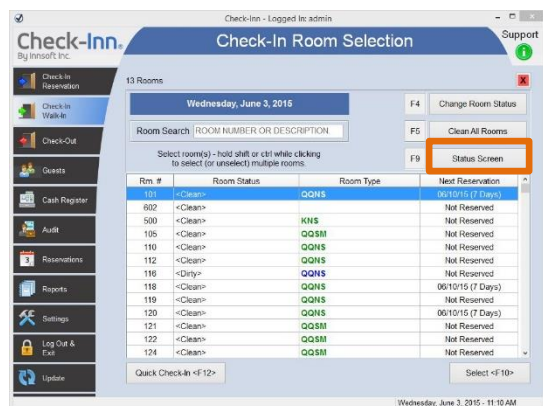 Check-Inn - Logged In: admin
Check-Inn®
By Innsoft Inc.
Check-In Room Selection
Support
Check-In Reservation
Check-In Walk-In
Check-Out
Guests
Cash Register
Audit
3 Reservations
Reports
Settings
Log Out & Exit
Update
13 Rooms
X
Wednesday, June 3, 2015
F4 Change Room Status
Room Search ROOM NUMBER OR DESCRIPTION
F5 Clean All Rooms
Select room(s) - hold shift or ctrl while clicking
to select (or unselect) multiple rooms.
F9 Status Screen
Rm. # Room Status Room Type Next Reservation
101 <Clean> QQNS 06/10/15 (7 Days)
602 <Clean> Not Reserved
500 <Clean> KNS Not Reserved
105 <Clean> QQSM Not Reserved
110 <Clean> QQNS Not Reserved
112 <Clean> QQNS Not Reserved
116 <Dirty> QQNS Not Reserved
118 <Clean> QQNS 06/10/15 (7 Days)
119 <Clean> QQNS Not Reserved
120 <Clean> QQNS 06/10/15 (7 Days)
121 <Clean> QQSM Not Reserved
122 <Clean> QQSM Not Reserved
124 <Clean> QQSM Not Reserved
Quick Check-In <F12>
Select <F10>
Wednesday, June 3, 2015 - 11:10 AM